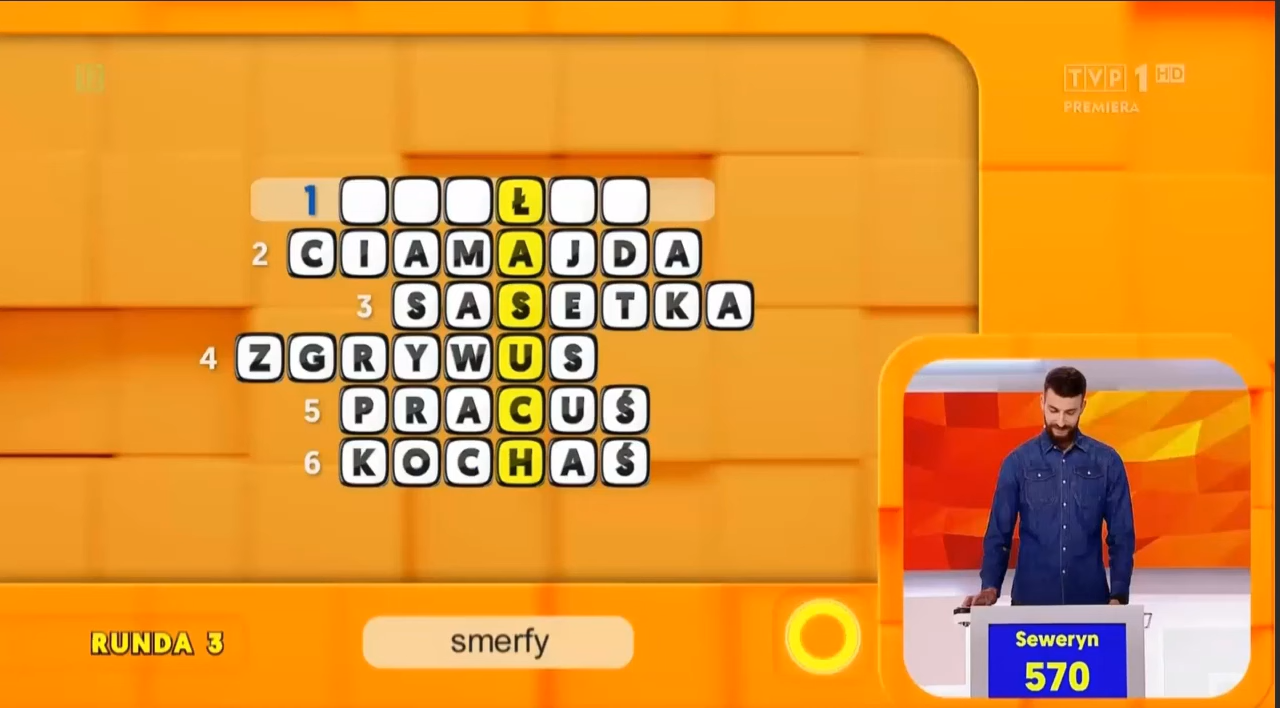 TVP 1 HD
PREMIERA
1 Ł
2 CIAMAJDA
3 SASETKA
4 ZGRYWUS
5 PRACUŚ
6 KOCHAŚ
RUNDA 3
smerfy
Seweryn
570